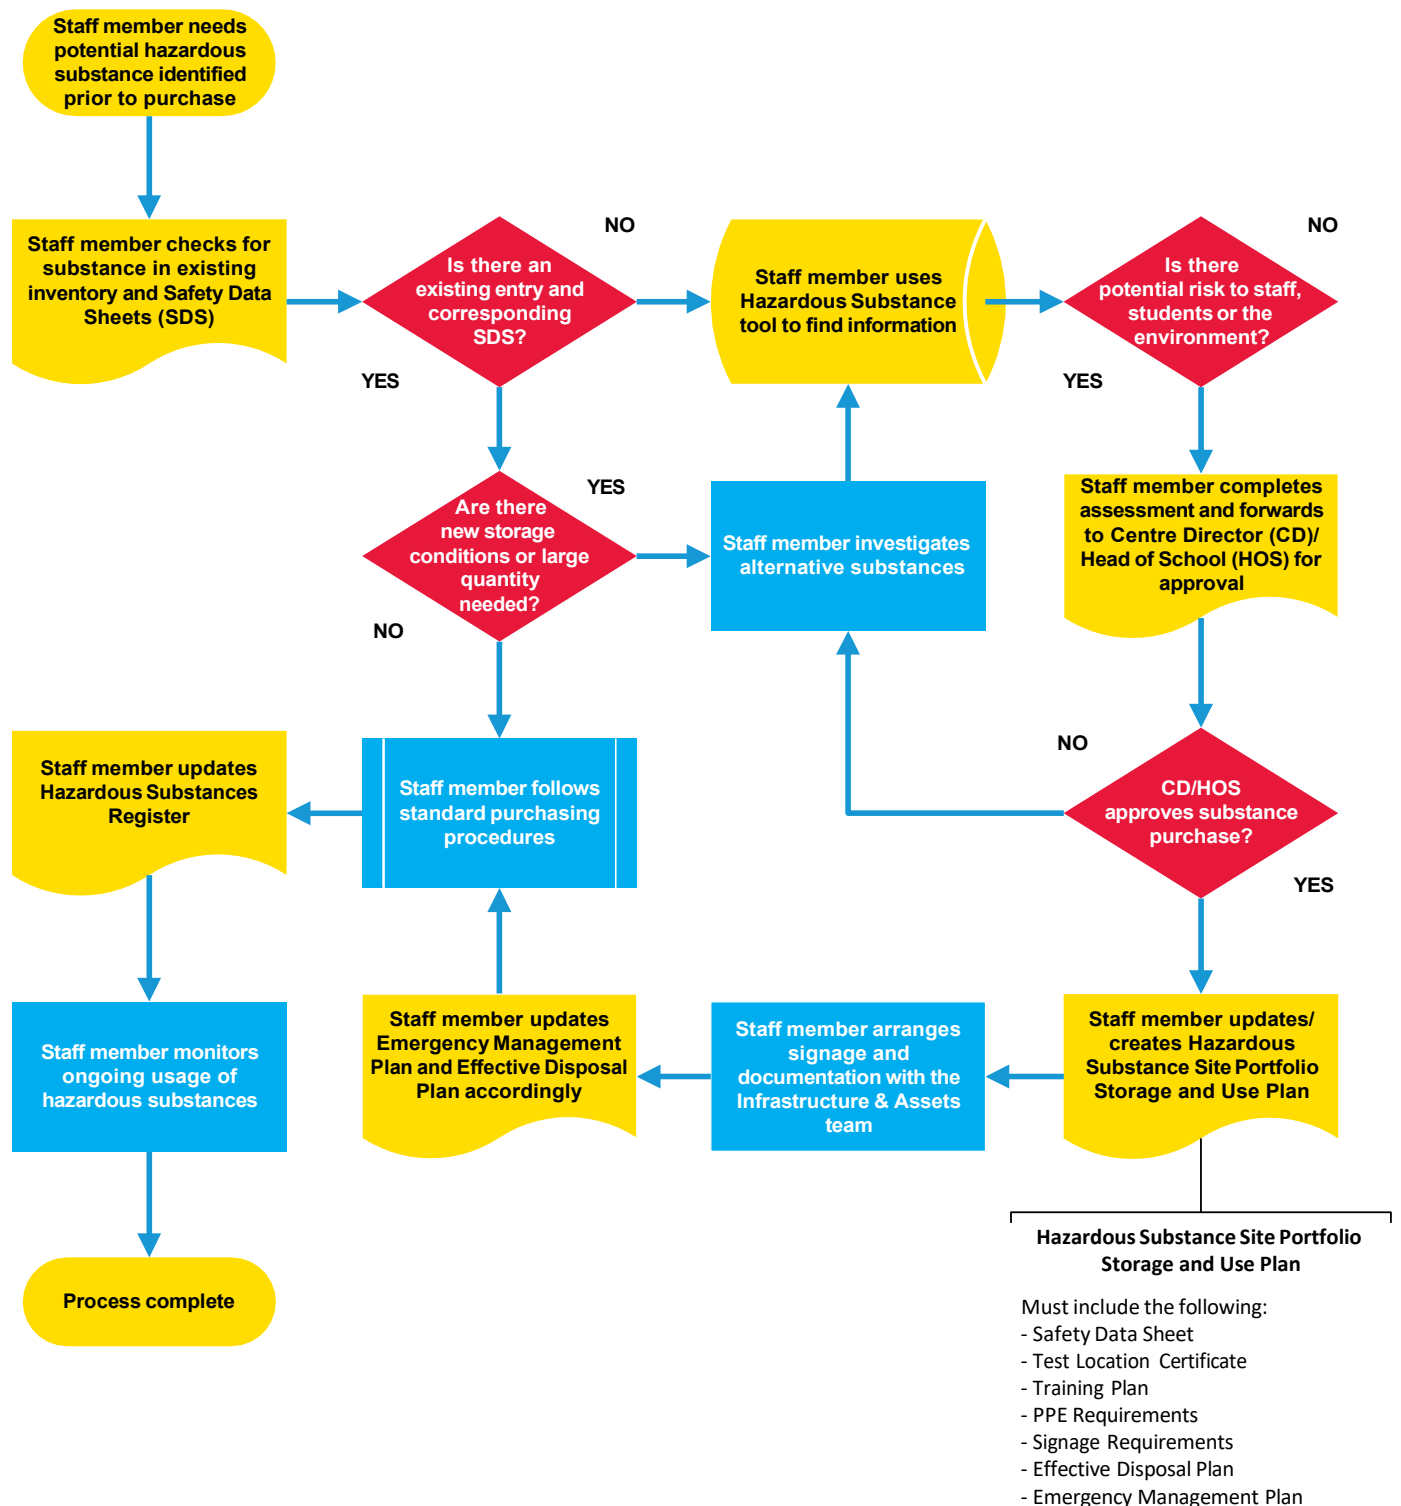 Staff member needs
potential hazardous
substance identified
prior to purchase
Staff member checks for
substance in existing
inventory and Safety Data
Sheets (SDS)
Is there an
existing entry and
corresponding
SDS?
NO
YES
Staff member uses
Hazardous Substance
tool to find information
Is there
potential risk to staff,
students or the
environment?
NO
YES
Are there
new storage
conditions or large
quantity
needed?
YES
NO
Staff member investigates
alternative substances
Staff member completes
assessment and forwards
to Centre Director (CD)/
Head of School (HOS) for
approval
Staff member updates
Hazardous Substances
Register
Staff member follows
standard purchasing
procedures
NO
CD/HOS
approves substance
purchase?
YES
Staff member monitors
ongoing usage of
hazardous substances
Staff member updates
Emergency Management
Plan and Effective Disposal
Plan accordingly
Staff member arranges
signage and
documentation with the
Infrastructure & Assets
team
Staff member updates/
creates Hazardous
Substance Site Portfolio
Storage and Use Plan
Process complete
Hazardous Substance Site Portfolio
Storage and Use Plan
Must include the following:
- Safety Data Sheet
- Test Location Certificate
- Training Plan
- PPE Requirements
- Signage Requirements
- Effective Disposal Plan
- Emergency Management Plan